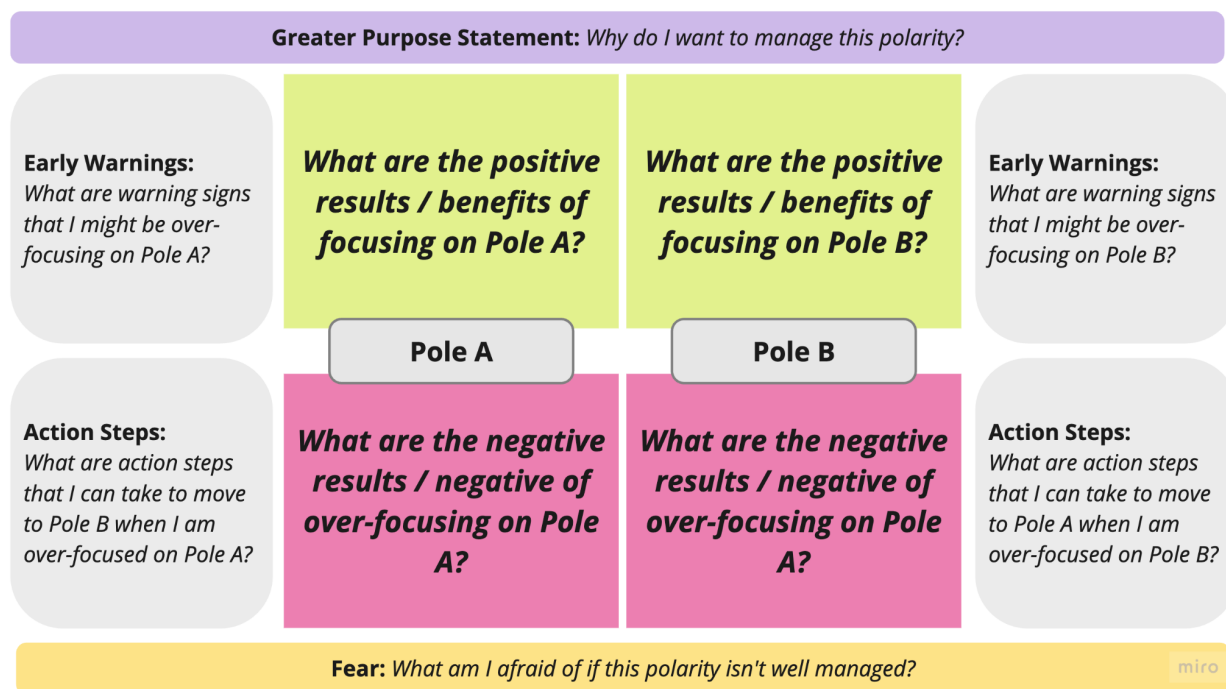 Greater Purpose Statement: Why do I want to manage this polarity?
Early Warnings:
What are warning signs
that I might be over-
focusing on Pole A?
What are the positive
results / benefits of
focusing on Pole A?
What are the positive
results / benefits of
focusing on Pole B?
Early Warnings:
What are warning signs
that I might be over-
focusing on Pole B?
Pole A
Pole B
Action Steps:
What are action steps
that I can take to move
to Pole B when I am
over-focused on Pole A?
What are the negative
results / negative of
over-focusing on Pole
A?
What are the negative
results / negative of
over-focusing on Pole
A?
Action Steps:
What are action steps
that I can take to move
to Pole A when I am
over-focused on Pole B?
Fear: What am I afraid of if this polarity isn't well managed?
miro